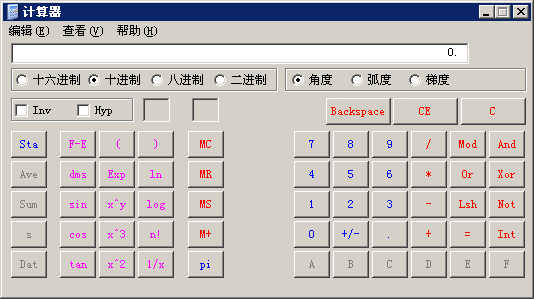 计算器
编辑(E) 查看(V) 帮助(H)
0.
十六进制 十进制 八进制 二进制 角度 弧度 梯度
Inv Hyp Backspace CE C
Sta F-E ( ) MC 7 8 9 / Mod And
Ave dms Exp ln MR 4 5 6 * Or Xor
Sum sin x^y log MS 1 2 3 - Lsh Not
s cos x^3 n! M+ 0 +/- . + = Int
Dat tan x^2 1/x pi A B C D E F